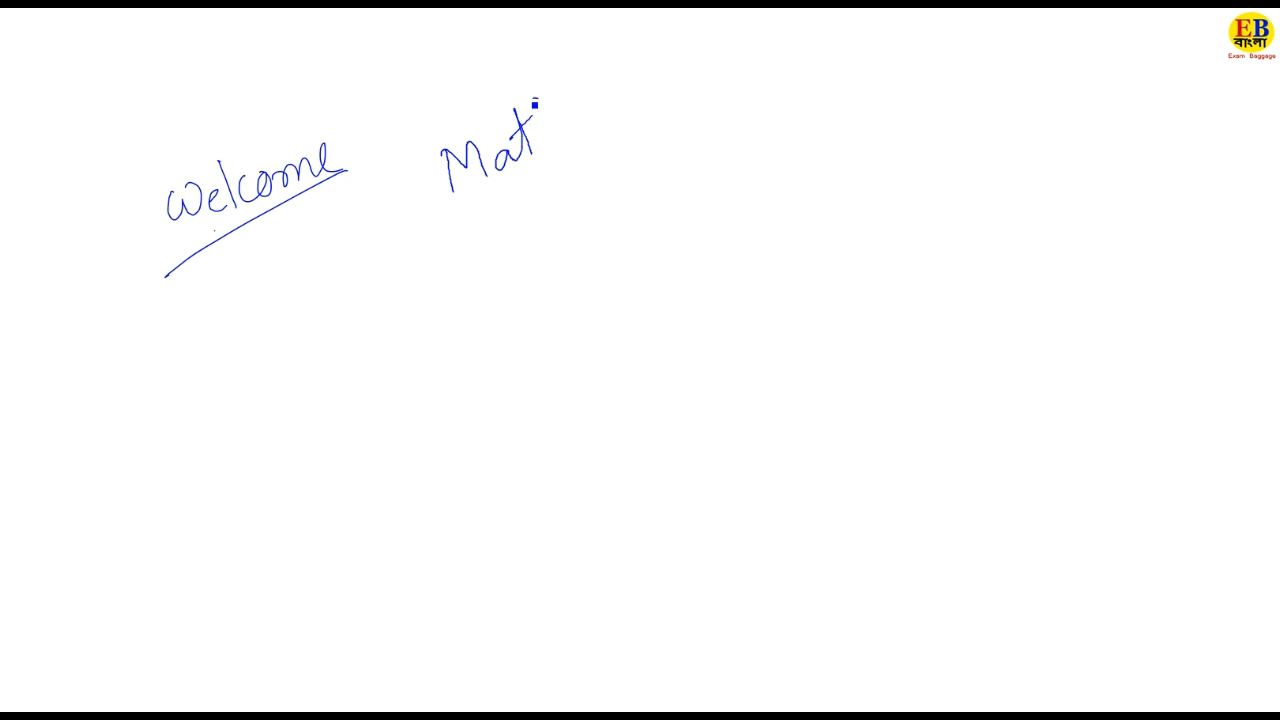 EB
বাংলা
Exam Baggage
Welcome Mat